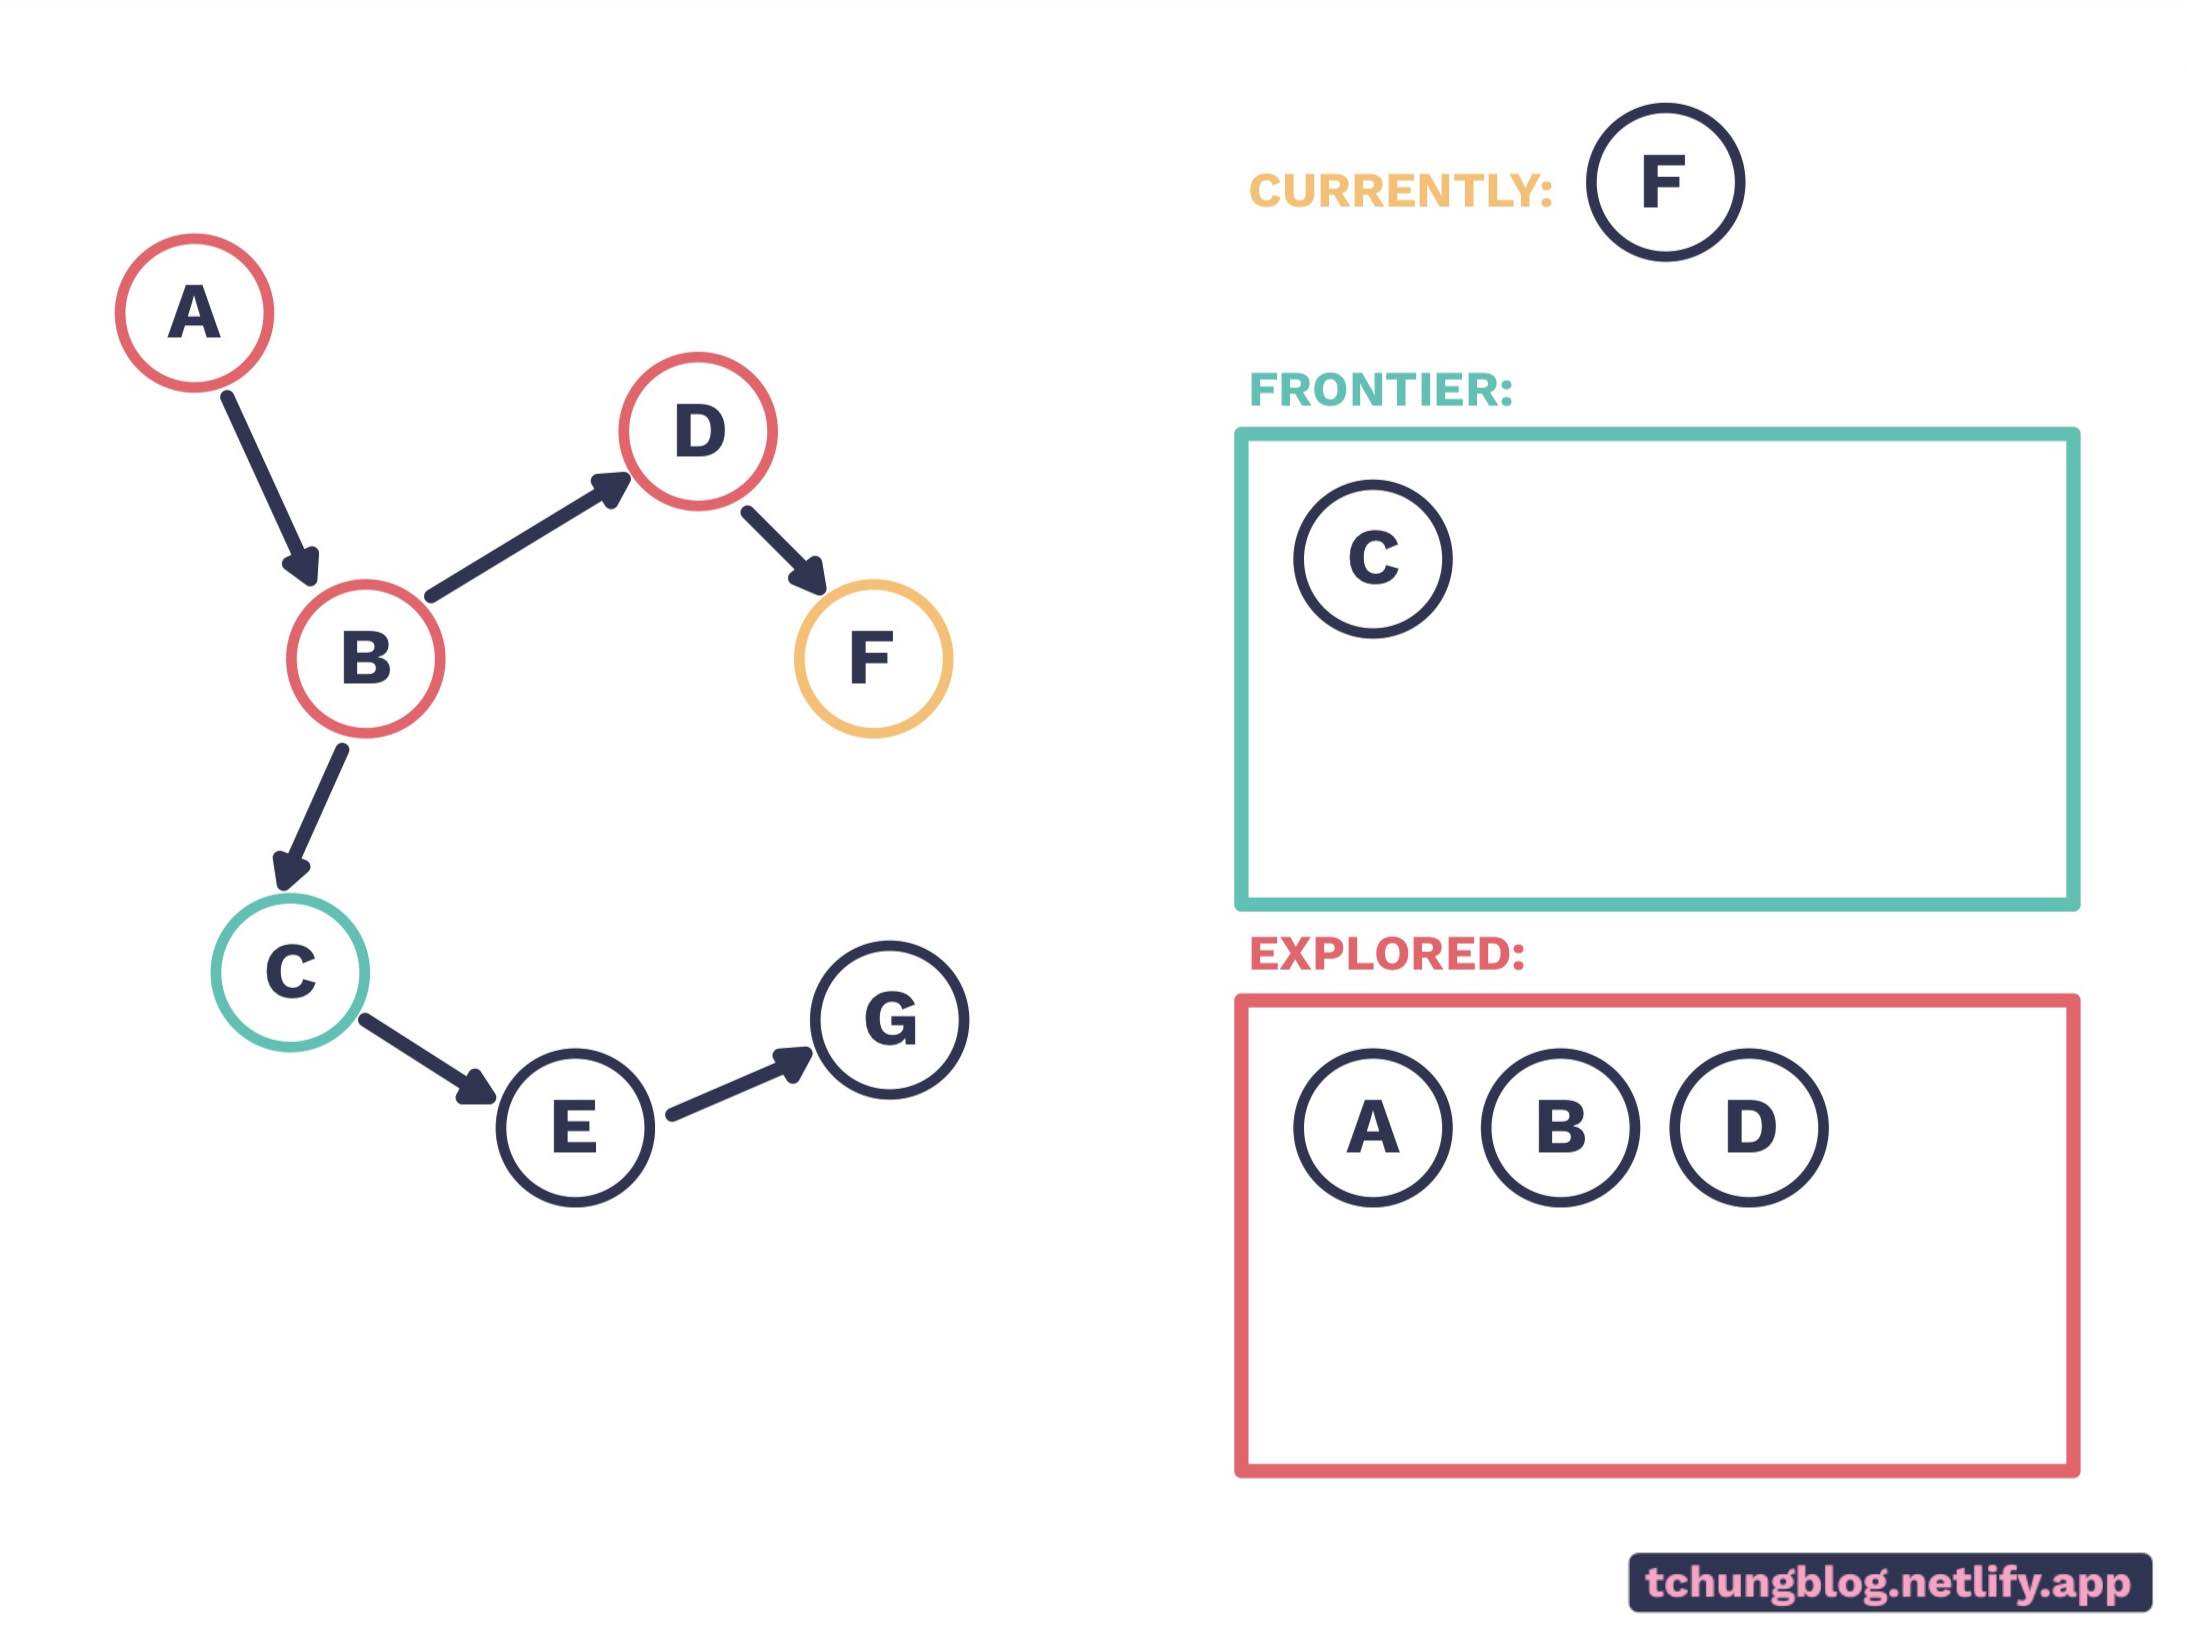 A
D
B
F
C
G
E
CURRENTLY:
F
FRONTIER:
C
EXPLORED:
A B D
tchungblog.netlify.app